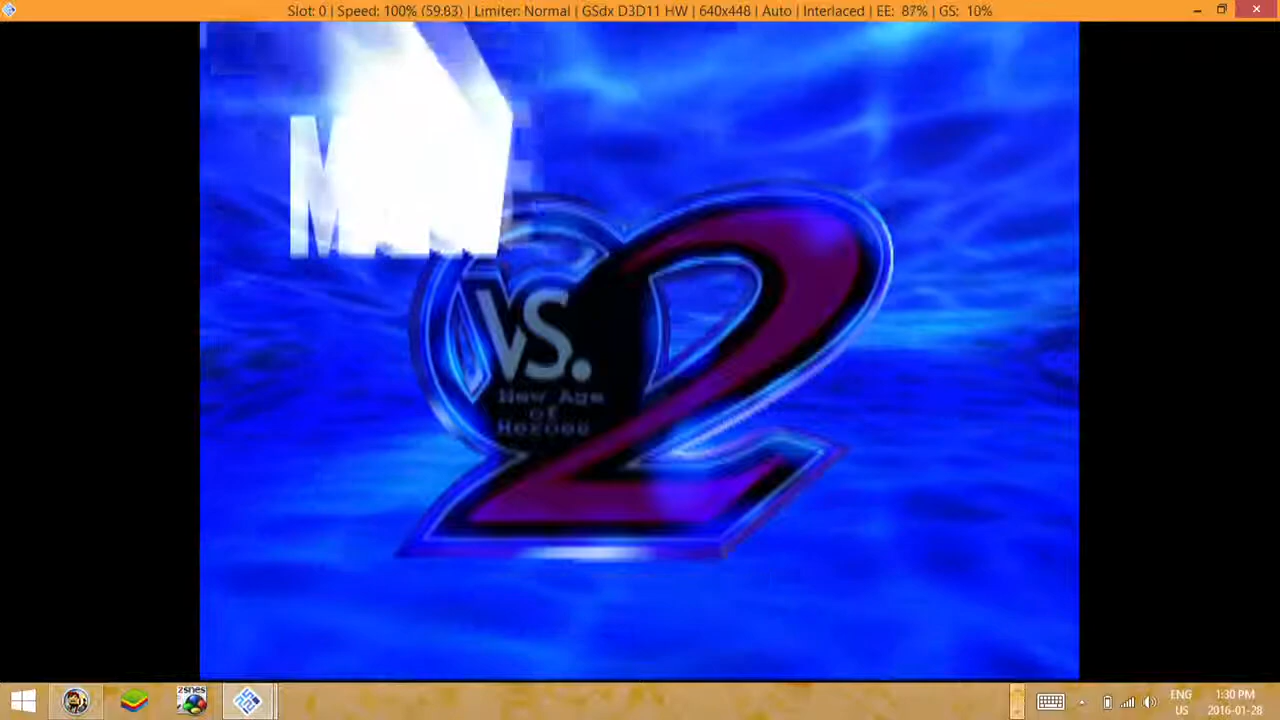 Slot: 0 | Speed: 100% (59.83) | Limiter: Normal | GSdx D3D11 HW | 640x448 | Auto | Interlaced | EE: 87% | GS: 10%
VS.
2
New Age
of
Heroes
zsnes
ENG
US
1:30 PM
2016-01-28